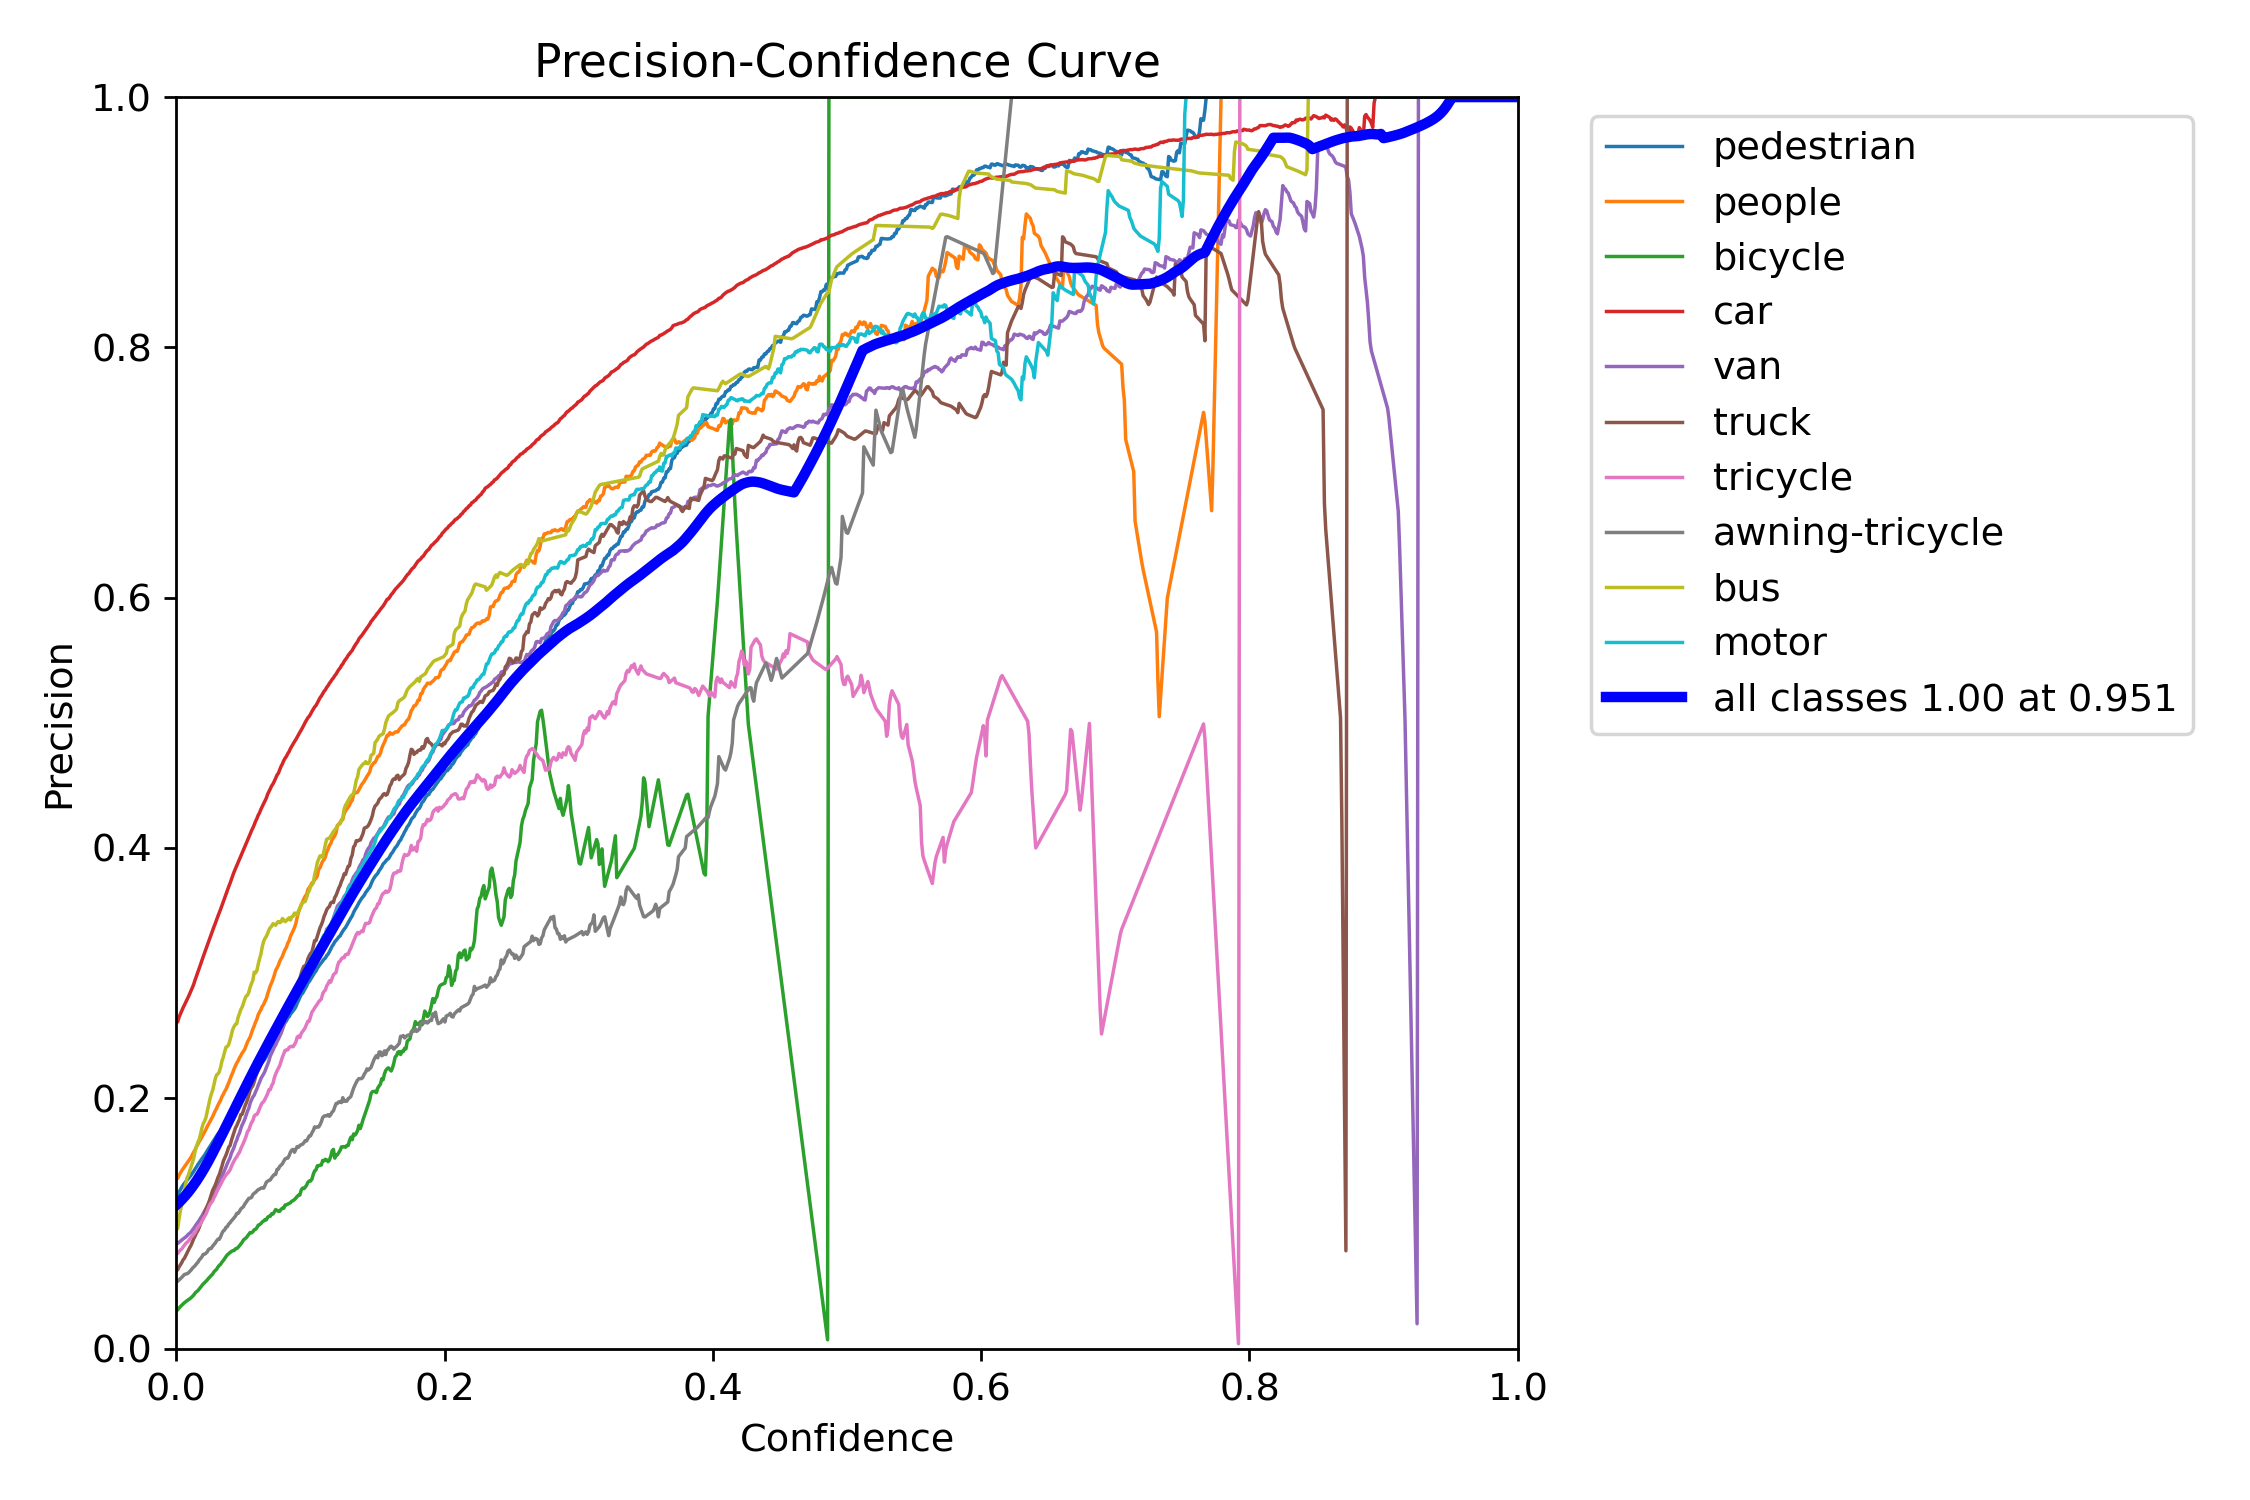 Precision-Confidence Curve
1.0
0.8
0.6
0.4
0.2
0.0
Precision
0.0 0.2 0.4 0.6 0.8 1.0
Confidence
pedestrian
people
bicycle
car
van
truck
tricycle
awning-tricycle
bus
motor
all classes 1.00 at 0.951